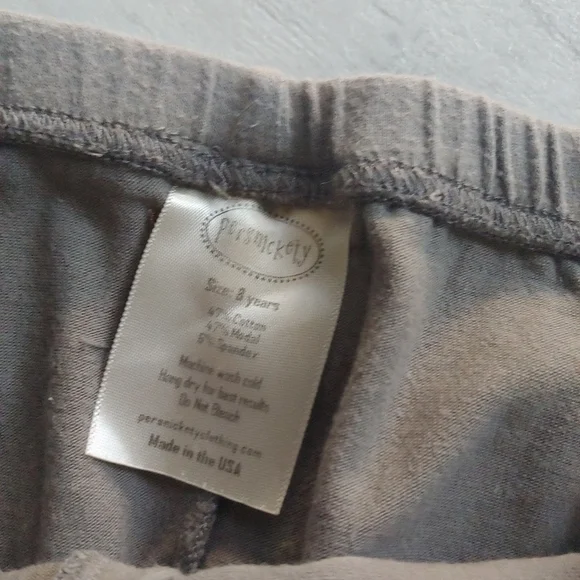 persnickety
Size: 8 years
47% Cotton
47% Modal
6% Spandex
Machine wash cold
Hang dry for best results
Do Not Bleach
persnicketyclothing.com
Made in the USA